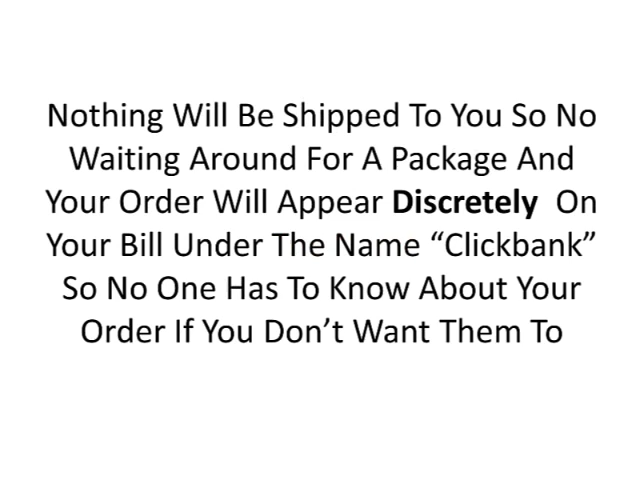 Nothing Will Be Shipped To You So No
Waiting Around For A Package And
Your Order Will Appear Discretely On
Your Bill Under The Name “Clickbank”
So No One Has To Know About Your
Order If You Don’t Want Them To